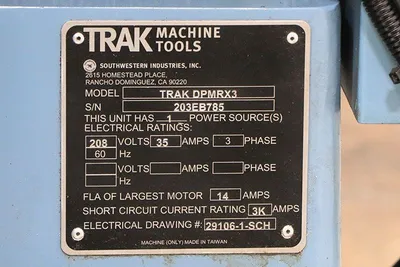 TRAK MACHINE
TOOLS
SOUTHWESTERN INDUSTRIES, INC.
2615 HOMESTEAD PLACE,
RANCHO DOMINGUEZ, CA 90220
MODEL TRAK DPMRX3
S/N 203EB785
THIS UNIT HAS 1 POWER SOURCE(S)
ELECTRICAL RATINGS:
208 VOLTS 35 AMPS 3 PHASE
60 Hz
VOLTS AMPS PHASE
Hz
FLA OF LARGEST MOTOR 14 AMPS
SHORT CIRCUIT CURRENT RATING 3K AMPS
ELECTRICAL DRAWING #: 29106-1-SCH
MACHINE (ONLY) MADE IN TAIWAN